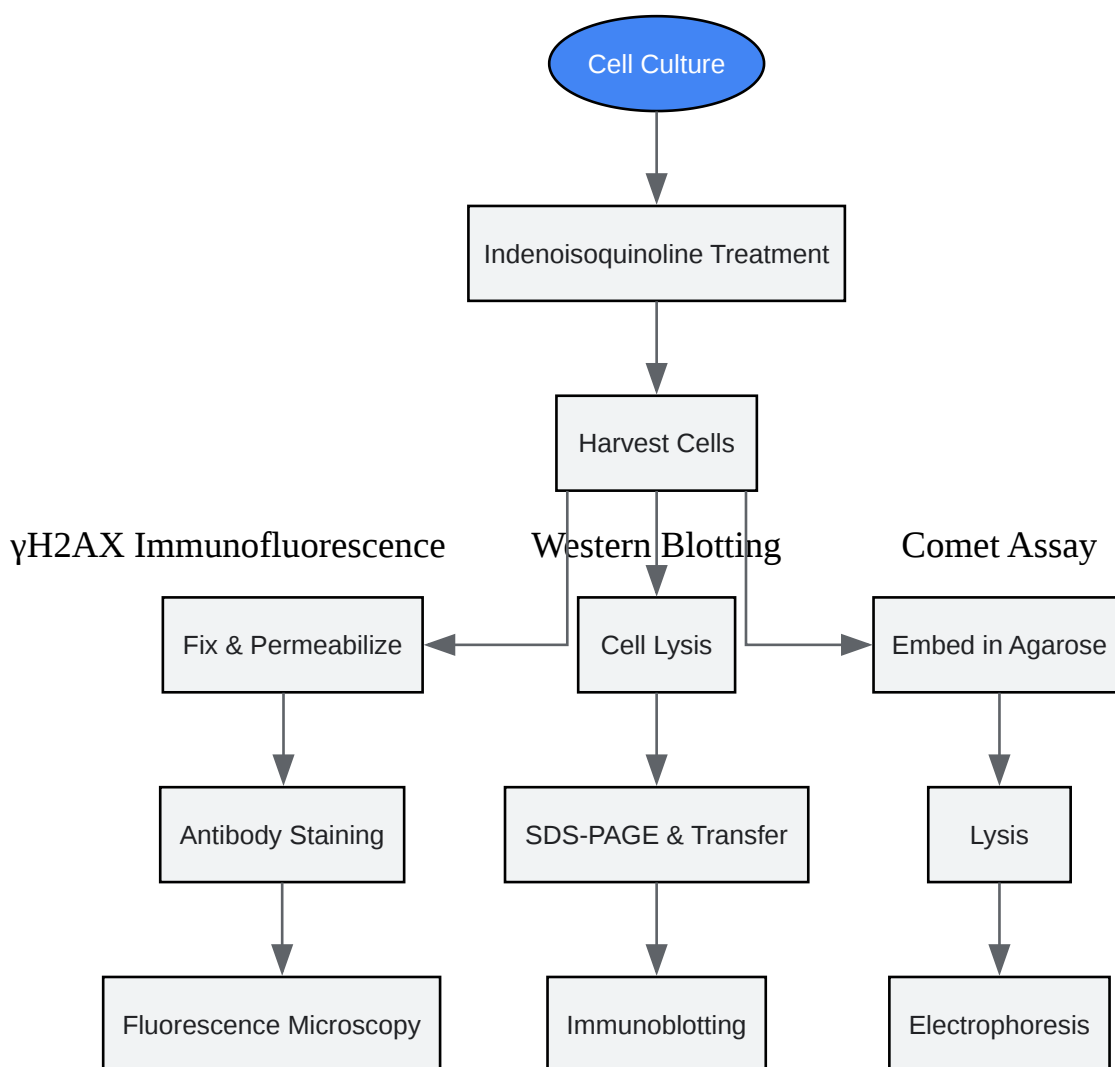 Cell Culture
Indenoisoquinoline Treatment
Harvest Cells
γH2AX Immunofluorescence
Western Blotting
Comet Assay
Fix & Permeabilize
Cell Lysis
Embed in Agarose
Antibody Staining
SDS-PAGE & Transfer
Lysis
Fluorescence Microscopy
Immunoblotting
Electrophoresis